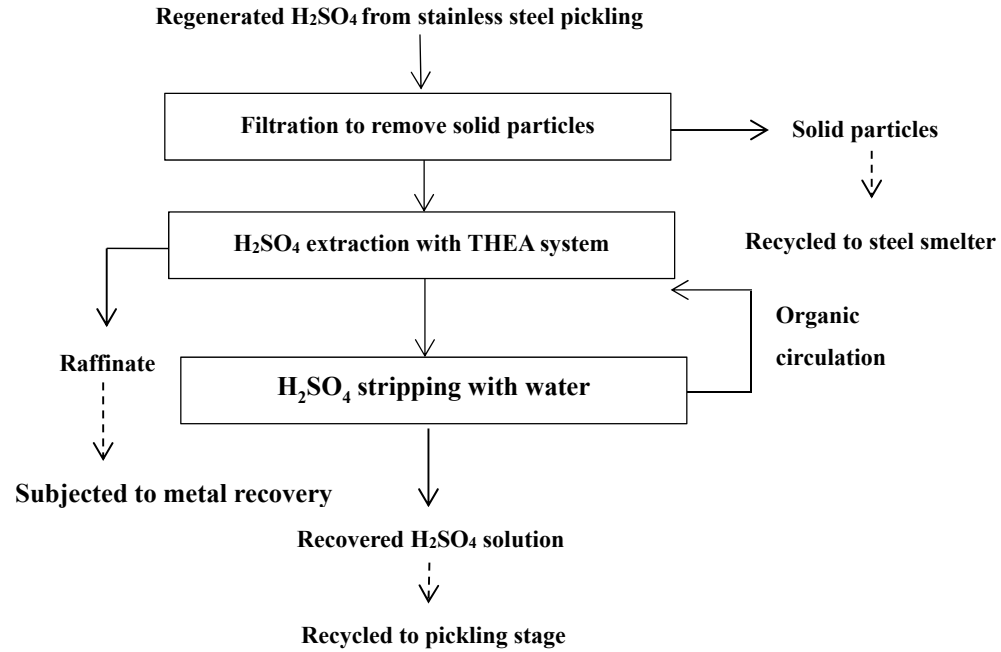 Regenerated H₂SO₄ from stainless steel pickling
Filtration to remove solid particles
Solid particles
Recycled to steel smelter
H₂SO₄ extraction with THEA system
Organic
circulation
Raffinate
H₂SO₄ stripping with water
Subjected to metal recovery
Recovered H₂SO₄ solution
Recycled to pickling stage